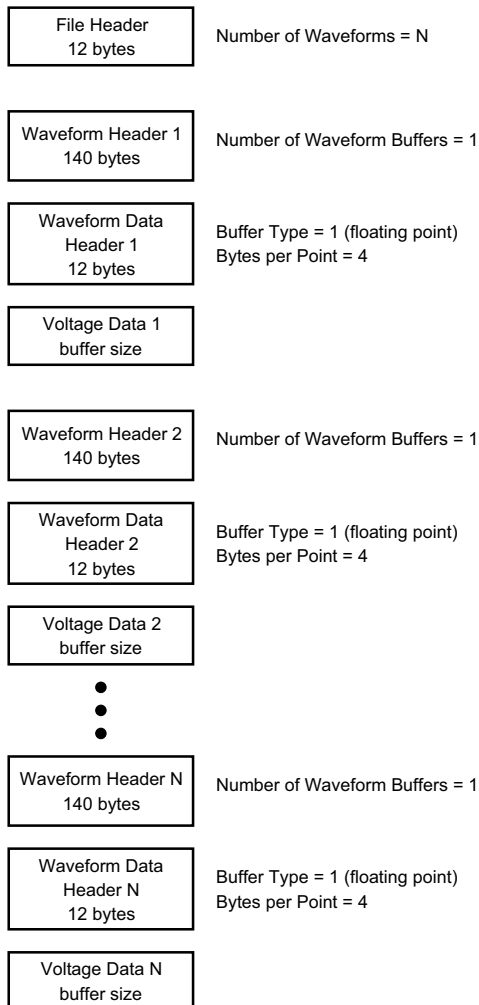 File Header
12 bytes
Number of Waveforms = N
Waveform Header 1
140 bytes
Number of Waveform Buffers = 1
Waveform Data
Header 1
12 bytes
Buffer Type = 1 (floating point)
Bytes per Point = 4
Voltage Data 1
buffer size
Waveform Header 2
140 bytes
Number of Waveform Buffers = 1
Waveform Data
Header 2
12 bytes
Buffer Type = 1 (floating point)
Bytes per Point = 4
Voltage Data 2
buffer size
Waveform Header N
140 bytes
Number of Waveform Buffers = 1
Waveform Data
Header N
12 bytes
Buffer Type = 1 (floating point)
Bytes per Point = 4
Voltage Data N
buffer size